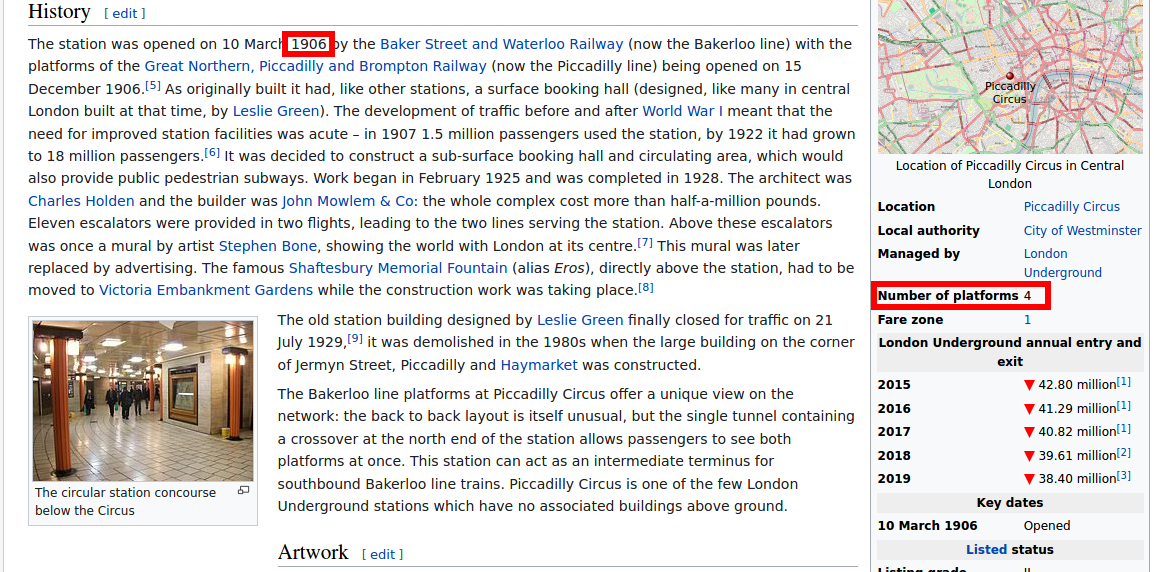 History [ edit ]
The station was opened on 10 March 1906 by the Baker Street and Waterloo Railway (now the Bakerloo line) with the
platforms of the Great Northern, Piccadilly and Brompton Railway (now the Piccadilly line) being opened on 15
December 1906.[5] As originally built it had, like other stations, a surface booking hall (designed, like many in central
London built at that time, by Leslie Green). The development of traffic before and after World War I meant that the
need for improved station facilities was acute – in 1907 1.5 million passengers used the station, by 1922 it had grown
to 18 million passengers.[6] It was decided to construct a sub-surface booking hall and circulating area, which would
also provide public pedestrian subways. Work began in February 1925 and was completed in 1928. The architect was
Charles Holden and the builder was John Mowlem & Co: the whole complex cost more than half-a-million pounds.
Eleven escalators were provided in two flights, leading to the two lines serving the station. Above these escalators
was once a mural by artist Stephen Bone, showing the world with London at its centre.[7] This mural was later
replaced by advertising. The famous Shaftesbury Memorial Fountain (alias Eros), directly above the station, had to be
moved to Victoria Embankment Gardens while the construction work was taking place.[8]
The old station building designed by Leslie Green finally closed for traffic on 21
July 1929,[9] it was demolished in the 1980s when the large building on the corner
of Jermyn Street, Piccadilly and Haymarket was constructed.
The Bakerloo line platforms at Piccadilly Circus offer a unique view on the
network: the back to back layout is itself unusual, but the single tunnel containing
a crossover at the north end of the station allows passengers to see both
platforms at once. This station can act as an intermediate terminus for
southbound Bakerloo line trains. Piccadilly Circus is one of the few London
Underground stations which have no associated buildings above ground.
The circular station concourse
below the Circus
Artwork [ edit ]
Piccadilly
Circus
Location of Piccadilly Circus in Central
London
Location Piccadilly Circus
Local authority City of Westminster
Managed by London
Underground
Number of platforms 4
Fare zone 1
London Underground annual entry and
exit
2015 ▼ 42.80 million[1]
2016 ▼ 41.29 million[1]
2017 ▼ 40.82 million[1]
2018 ▼ 39.61 million[2]
2019 ▼ 38.40 million[3]
Key dates
10 March 1906 Opened
Listed status